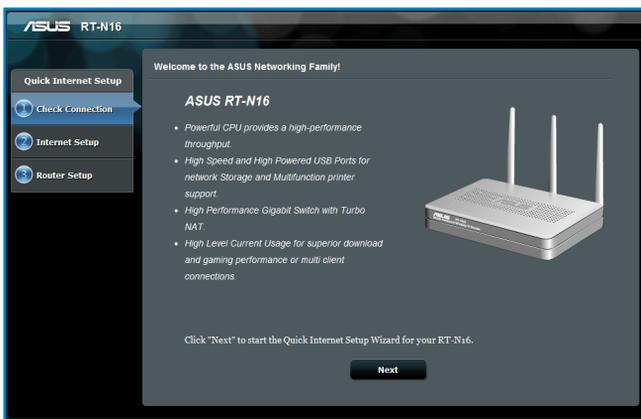 ASUS RT-N16
Quick Internet Setup
1 Check Connection
2 Internet Setup
3 Router Setup
Welcome to the ASUS Networking Family!
ASUS RT-N16
• Powerful CPU provides a high-performance
throughput.
• High Speed and High Powered USB Ports for
network Storage and Multifunction printer
support.
• High Performance Gigabit Switch with Turbo
NAT.
• High Level Current Usage for superior download
and gaming performance or multi client
connections.
ASUS
Click "Next" to start the Quick Internet Setup Wizard for your RT-N16.
Next